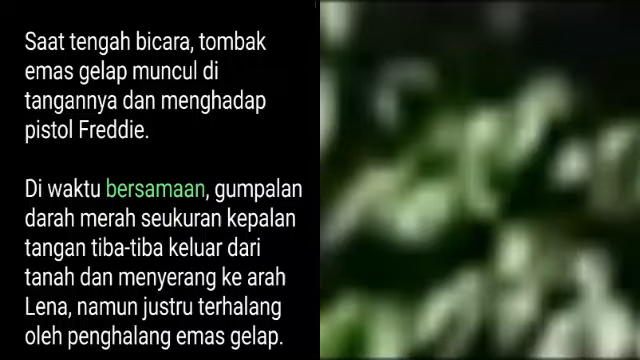 Saat tengah bicara, tombak
emas gelap muncul di
tangannya dan menghadap
pistol Freddie.
Di waktu bersamaan, gumpalan
darah merah seukuran kepalan
tangan tiba-tiba keluar dari
tanah dan menyerang ke arah
Lena, namun justru terhalang
oleh penghalang emas gelap.